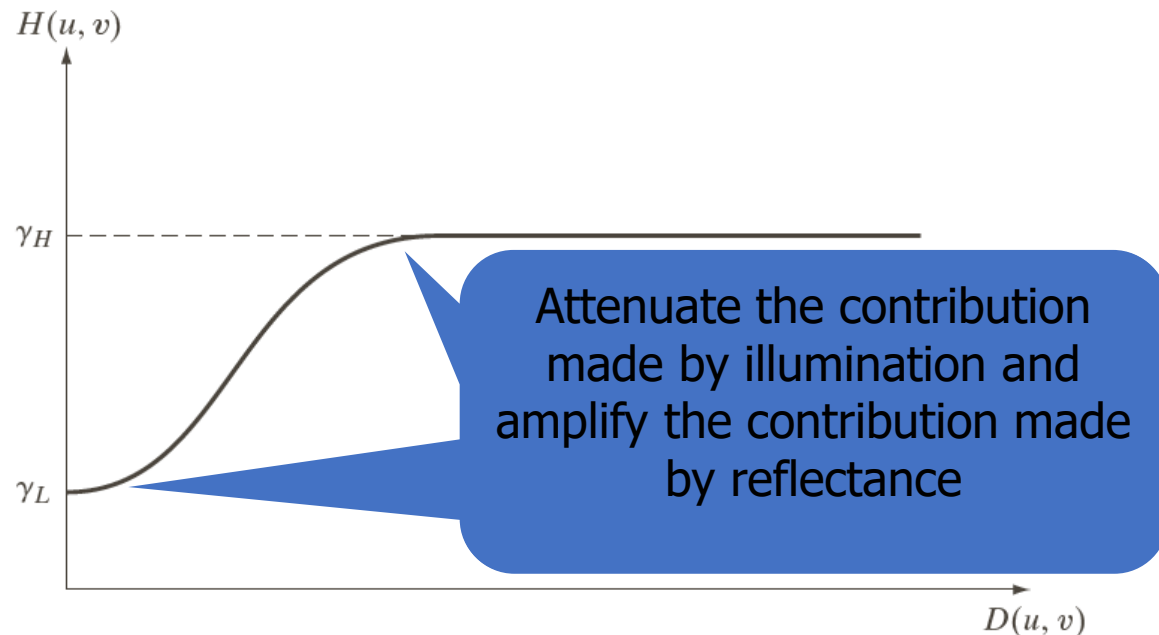 H(u, v)
γH
Attenuate the contribution
made by illumination and
amplify the contribution made
by reflectance
γL
D(u, v)